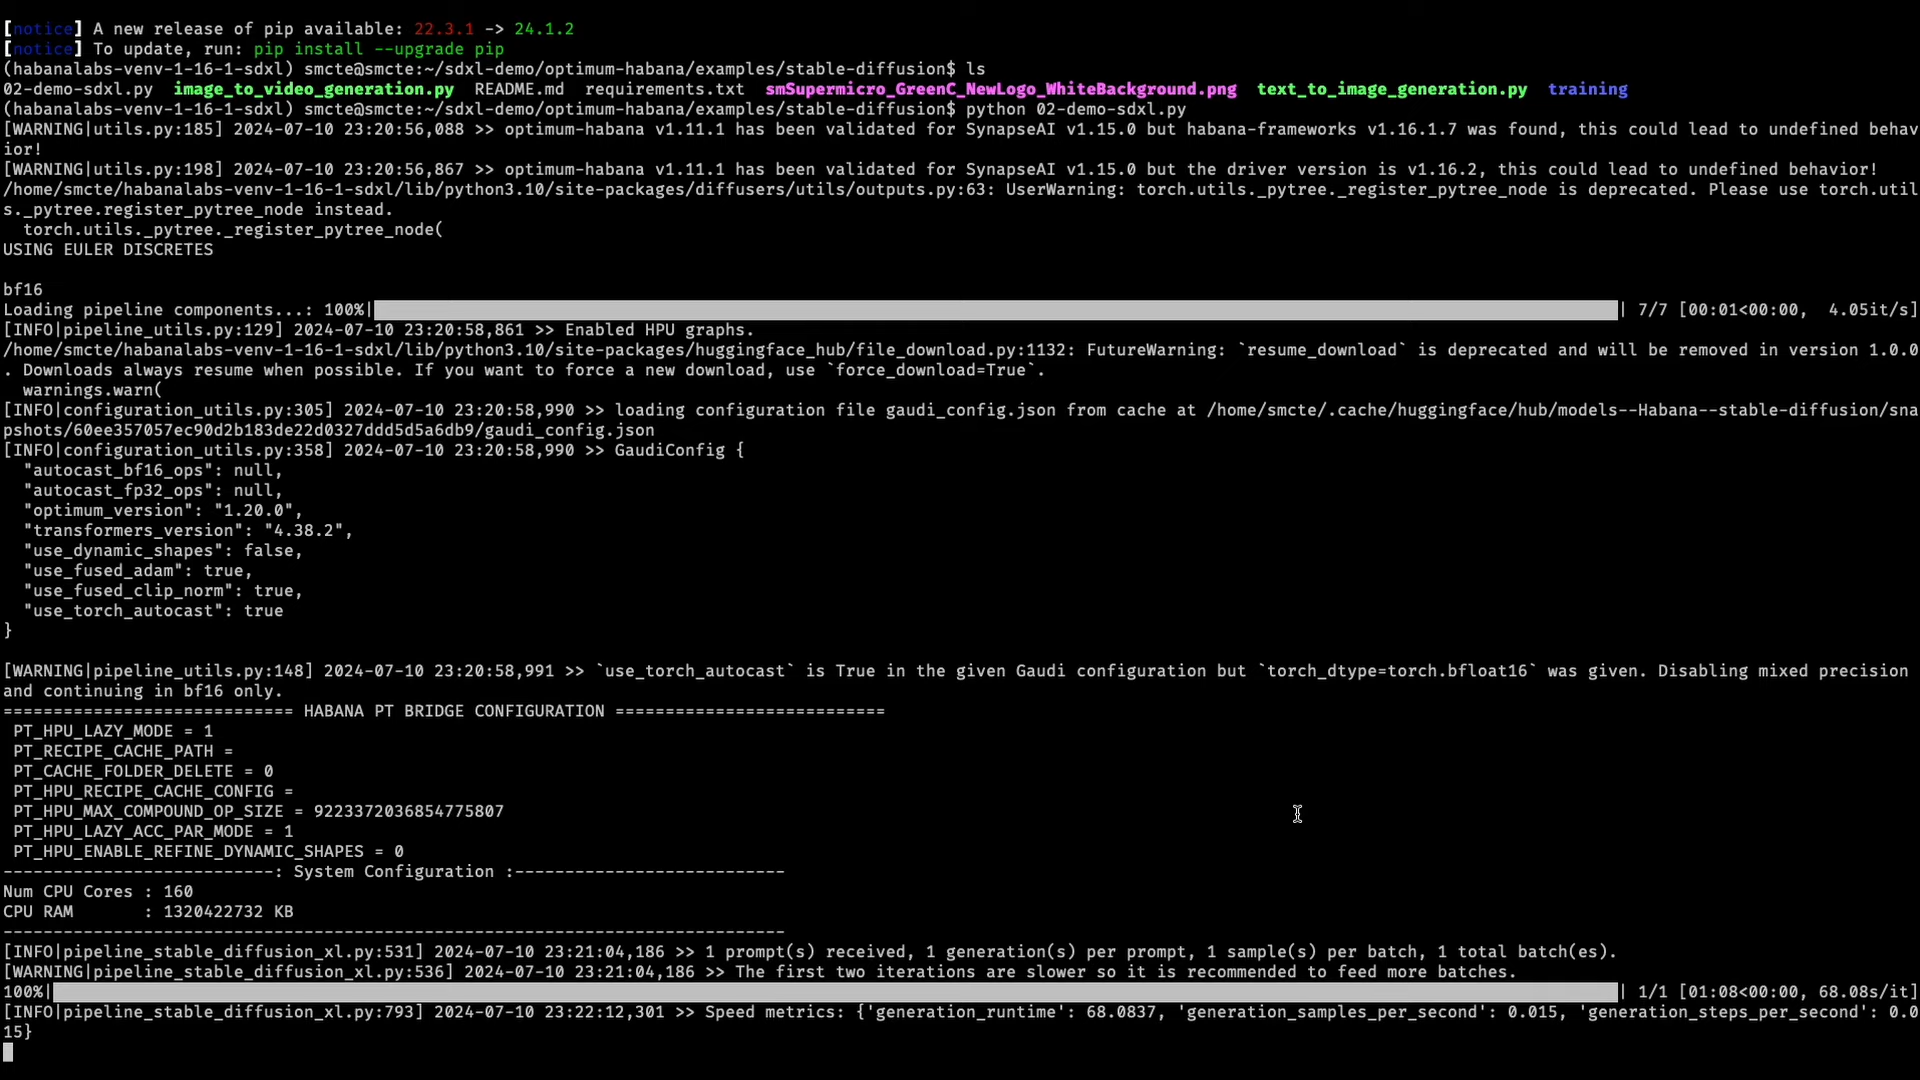 [notice] A new release of pip available: 22.3.1 -> 24.1.2
[notice] To update, run: pip install --upgrade pip
(habanalabs-venv-1-16-1-sdxl) smcte@smcte:~/sdxl-demo/optimum-habana/examples/stable-diffusion$ ls
02-demo-sdxl.py  image_to_video_generation.py  README.md  requirements.txt  smSupermicro_GreenC_NewLogo_WhiteBackground.png  text_to_image_generation.py  training
(habanalabs-venv-1-16-1-sdxl) smcte@smcte:~/sdxl-demo/optimum-habana/examples/stable-diffusion$ python 02-demo-sdxl.py
[WARNING|utils.py:185] 2024-07-10 23:20:56,088 >> optimum-habana v1.11.1 has been validated for SynapseAI v1.15.0 but habana-frameworks v1.16.1.7 was found, this could lead to undefined behav
ior!
[WARNING|utils.py:198] 2024-07-10 23:20:56,867 >> optimum-habana v1.11.1 has been validated for SynapseAI v1.15.0 but the driver version is v1.16.2, this could lead to undefined behavior!
/home/smcte/habanalabs-venv-1-16-1-sdxl/lib/python3.10/site-packages/diffusers/utils/outputs.py:63: UserWarning: torch.utils._pytree._register_pytree_node is deprecated. Please use torch.util
s._pytree.register_pytree_node instead.
  torch.utils._pytree._register_pytree_node(
USING EULER DISCRETES
bf16
Loading pipeline components...: 100%| | 7/7 [00:01<00:00,  4.05it/s]
[INFO|pipeline_utils.py:129] 2024-07-10 23:20:58,861 >> Enabled HPU graphs.
/home/smcte/habanalabs-venv-1-16-1-sdxl/lib/python3.10/site-packages/huggingface_hub/file_download.py:1132: FutureWarning: `resume_download` is deprecated and will be removed in version 1.0.0
. Downloads always resume when possible. If you want to force a new download, use `force_download=True`.
  warnings.warn(
[INFO|configuration_utils.py:305] 2024-07-10 23:20:58,990 >> loading configuration file gaudi_config.json from cache at /home/smcte/.cache/huggingface/hub/models--Habana--stable-diffusion/sna
pshots/60ee357057ec90d2b183de22d0327ddd5d5a6db9/gaudi_config.json
[INFO|configuration_utils.py:358] 2024-07-10 23:20:58,990 >> GaudiConfig {
  "autocast_bf16_ops": null,
  "autocast_fp32_ops": null,
  "optimum_version": "1.20.0",
  "transformers_version": "4.38.2",
  "use_dynamic_shapes": false,
  "use_fused_adam": true,
  "use_fused_clip_norm": true,
  "use_torch_autocast": true
}
[WARNING|pipeline_utils.py:148] 2024-07-10 23:20:58,991 >> `use_torch_autocast` is True in the given Gaudi configuration but `torch_dtype=torch.bfloat16` was given. Disabling mixed precision
and continuing in bf16 only.
============================= HABANA PT BRIDGE CONFIGURATION ===========================
 PT_HPU_LAZY_MODE = 1
 PT_RECIPE_CACHE_PATH =
 PT_CACHE_FOLDER_DELETE = 0
 PT_HPU_RECIPE_CACHE_CONFIG =
 PT_HPU_MAX_COMPOUND_OP_SIZE = 9223372036854775807
 PT_HPU_LAZY_ACC_PAR_MODE = 1
 PT_HPU_ENABLE_REFINE_DYNAMIC_SHAPES = 0
---------------------------: System Configuration :---------------------------
Num CPU Cores : 160
CPU RAM       : 1320422732 KB
------------------------------------------------------------------------------
[INFO|pipeline_stable_diffusion_xl.py:531] 2024-07-10 23:21:04,186 >> 1 prompt(s) received, 1 generation(s) per prompt, 1 sample(s) per batch, 1 total batch(es).
[WARNING|pipeline_stable_diffusion_xl.py:536] 2024-07-10 23:21:04,186 >> The first two iterations are slower so it is recommended to feed more batches.
100%| | 1/1 [01:08<00:00, 68.08s/it]
[INFO|pipeline_stable_diffusion_xl.py:793] 2024-07-10 23:22:12,301 >> Speed metrics: {'generation_runtime': 68.0837, 'generation_samples_per_second': 0.015, 'generation_steps_per_second': 0.0
15}